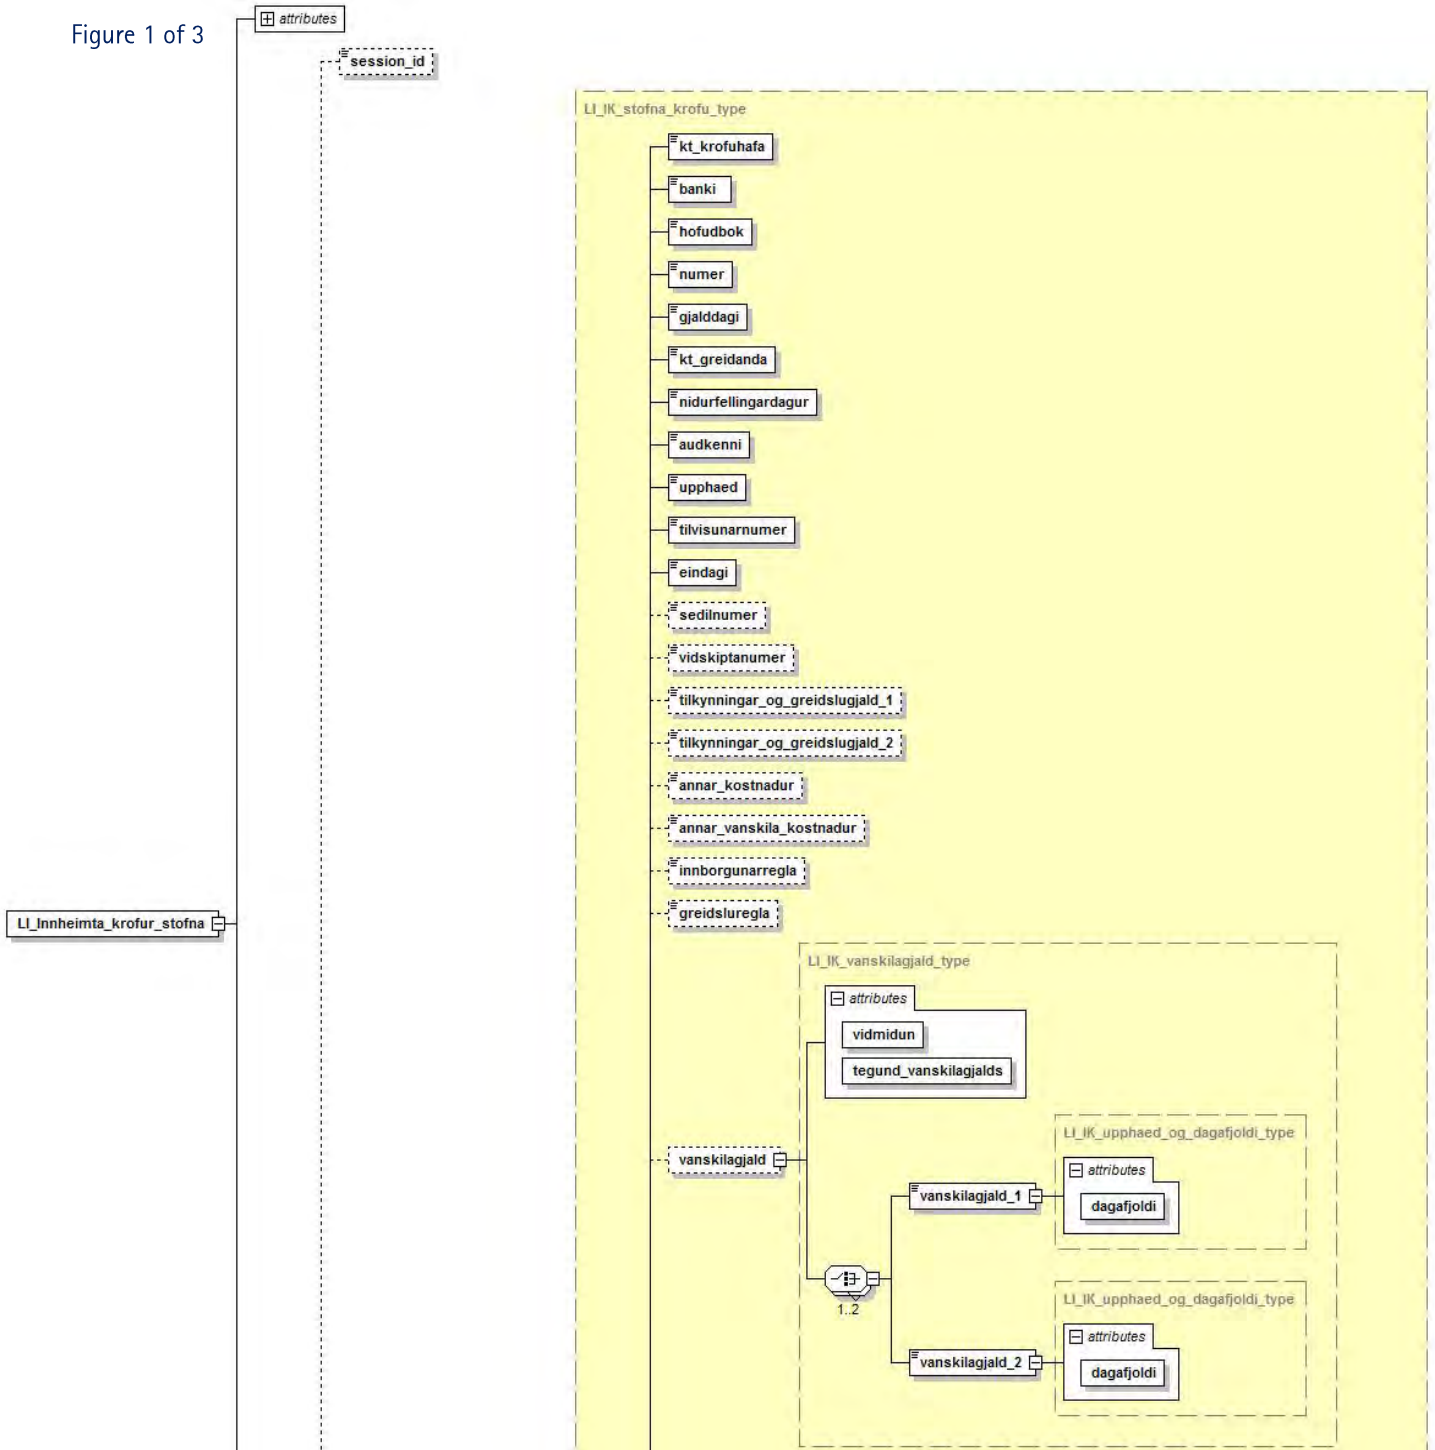 Figure 1 of 3
attributes
session_id
LI_IK_stofna_krofu_type
kt_krofuhafa
banki
hofudbok
numer
gjalddagi
kt_greidanda
nidurfellingardagur
audkenni
upphaed
tilvisunarnumer
eindagi
sedilnumer
vidskiptanumer
tilkynningar_og_greidslugjald_1
tilkynningar_og_greidslugjald_2
annar_kostnadur
annar_vanskila_kostnadur
innborgunarregla
greidsluregla
LI_Innheimta_krofur_stofna
LI_IK_vanskilagjald_type
attributes
vidmidun
tegund_vanskilagjalds
vanskilagjald
LI_IK_upphaed_og_dagafjoldi_type
attributes
vanskilagjald_1
dagafjoldi
1..2
LI_IK_upphaed_og_dagafjoldi_type
attributes
vanskilagjald_2
dagafjoldi